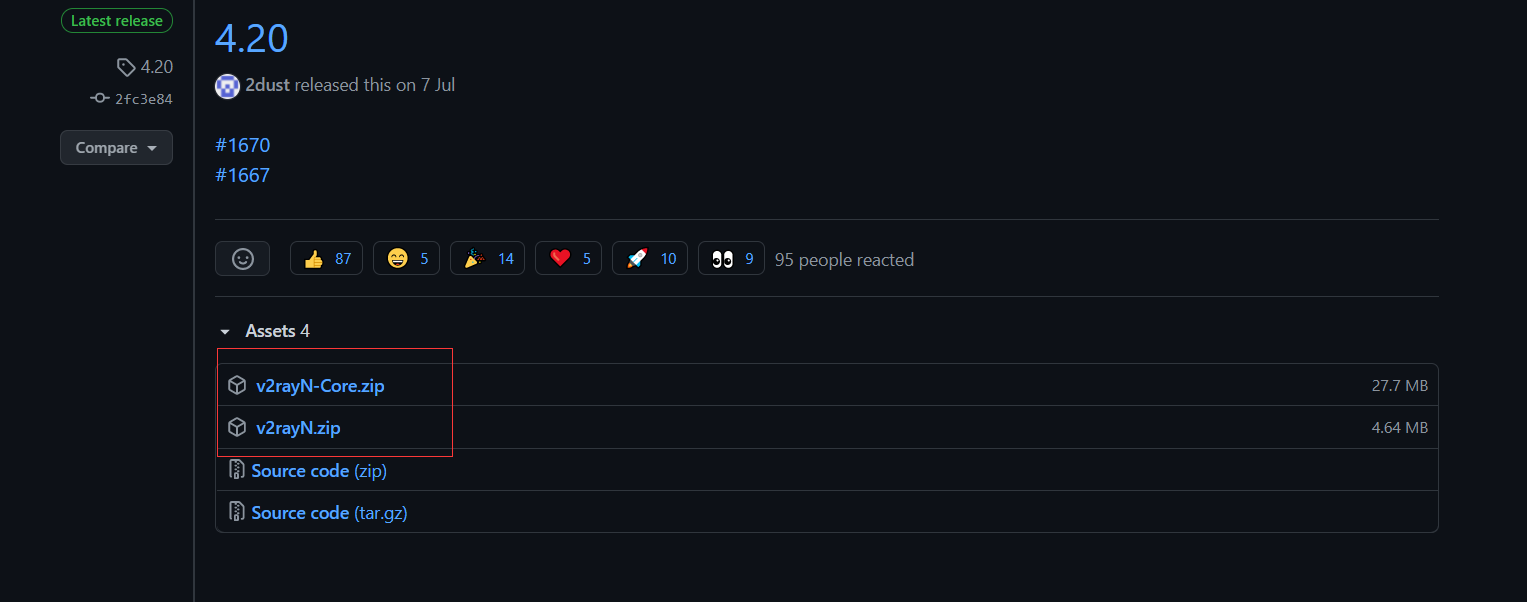 Latest release
4.20
2fc3e84
Compare
4.20
2dust released this on 7 Jul
#1670
#1667
87 5 14 5 10 9 95 people reacted
Assets 4
v2rayN-Core.zip 27.7 MB
v2rayN.zip 4.64 MB
Source code (zip)
Source code (tar.gz)